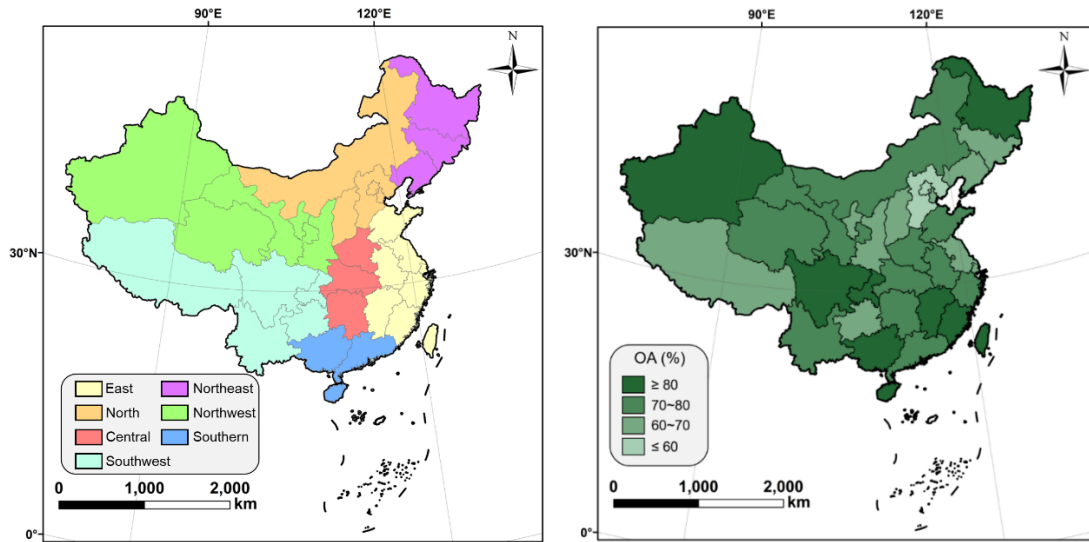 90°E
120°E
N
30°N
East
Northeast
North
Northwest
Central
Southern
Southwest
0
1,000
2,000
km
0°
90°E
120°E
N
30°N
OA (%)
≥ 80
70~80
60~70
≤ 60
0
1,000
2,000
km
0°